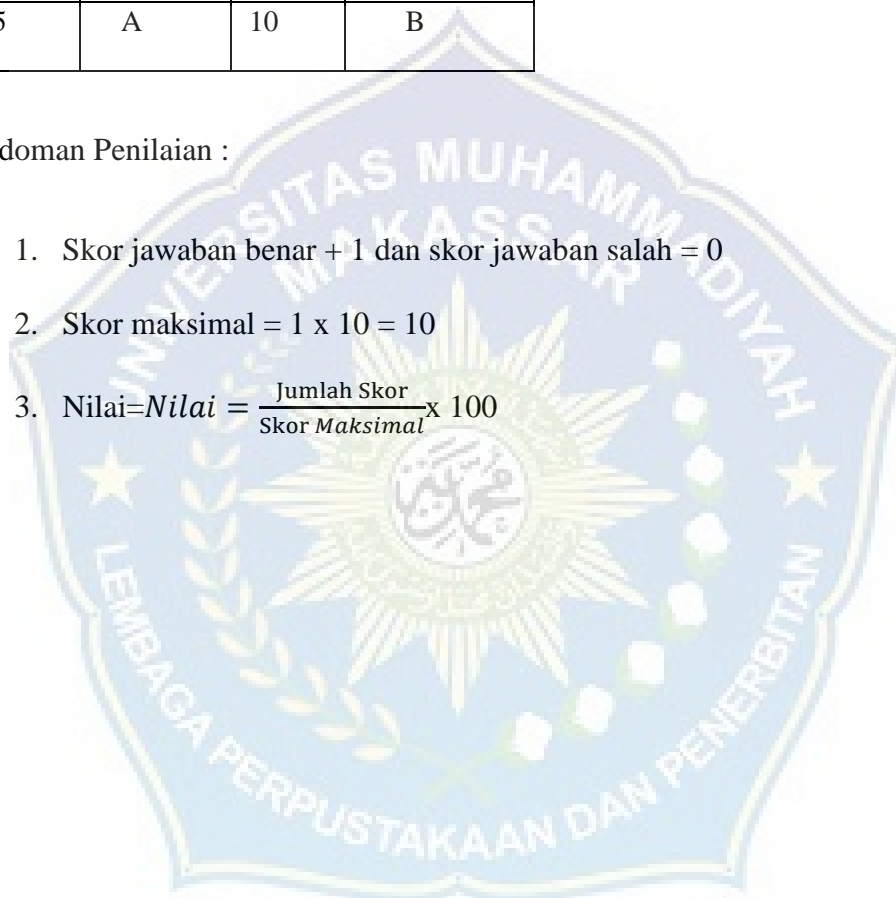 5 A 10 B
doman Penilaian :
1. Skor jawaban benar + 1 dan skor jawaban salah = 0
2. Skor maksimal = 1 x 10 = 10
3. Nilai=Nilai = Jumlah Skor / Skor Maksimal x 100
UNIVERSITAS MUHAMMADIYAH
MAKASSAR
LEMBAGA PERPUSTAKAAN DAN PENERBITAN